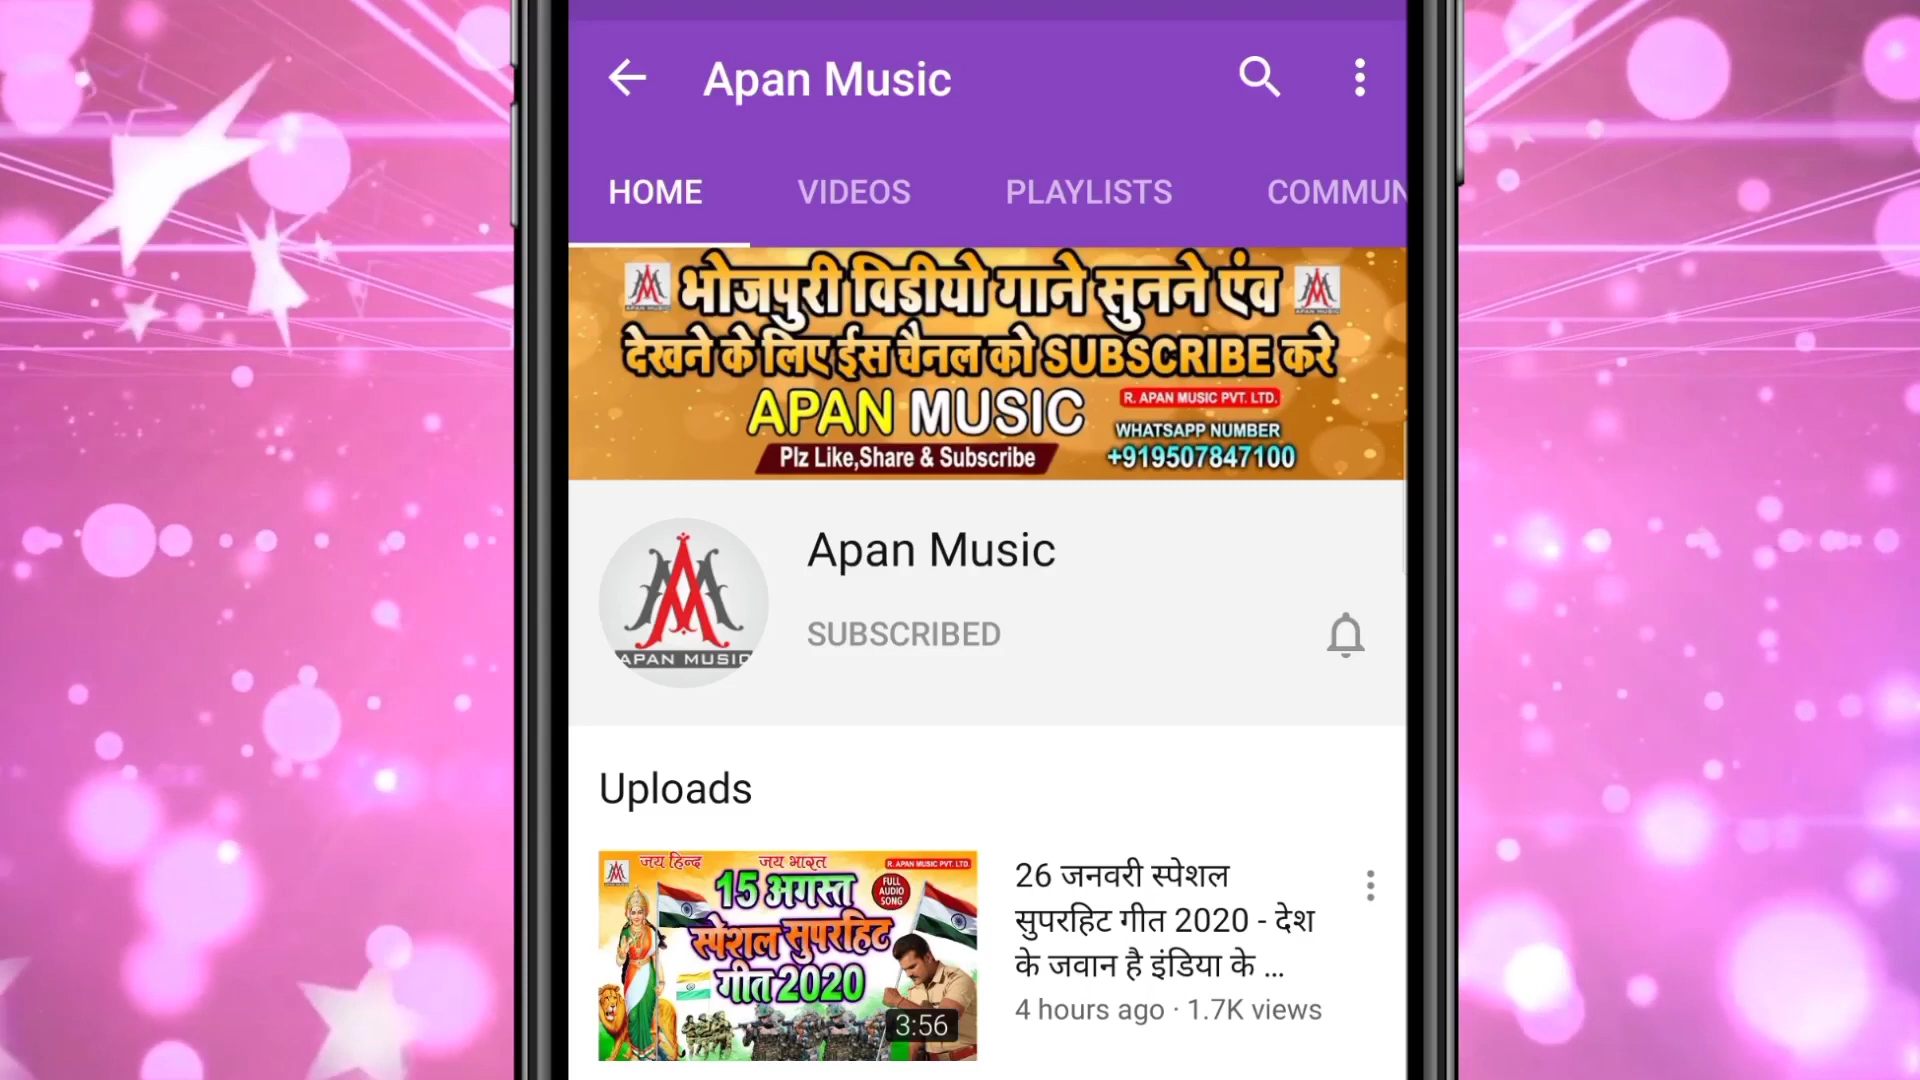 Apan Music
HOME VIDEOS PLAYLISTS COMMUN
भोजपुरी विडीयो गाने सुनने एंव
देखने के लिए ईस चैनल को SUBSCRIBE करे
APAN MUSIC
R. APAN MUSIC PVT. LTD.
Plz Like,Share & Subscribe
WHATSAPP NUMBER
+919507847100
APAN MUSIC
Apan Music
SUBSCRIBED
Uploads
जय हिन्द जय भारत
R. APAN MUSIC PVT. LTD
15 अगस्त
FULL
AUDIO
SONG
स्पेशल सुपरहिट
गीत 2020
3:56
26 जनवरी स्पेशल
सुपरहिट गीत 2020 - देश
के जवान है इंडिया के ...
4 hours ago · 1.7K views